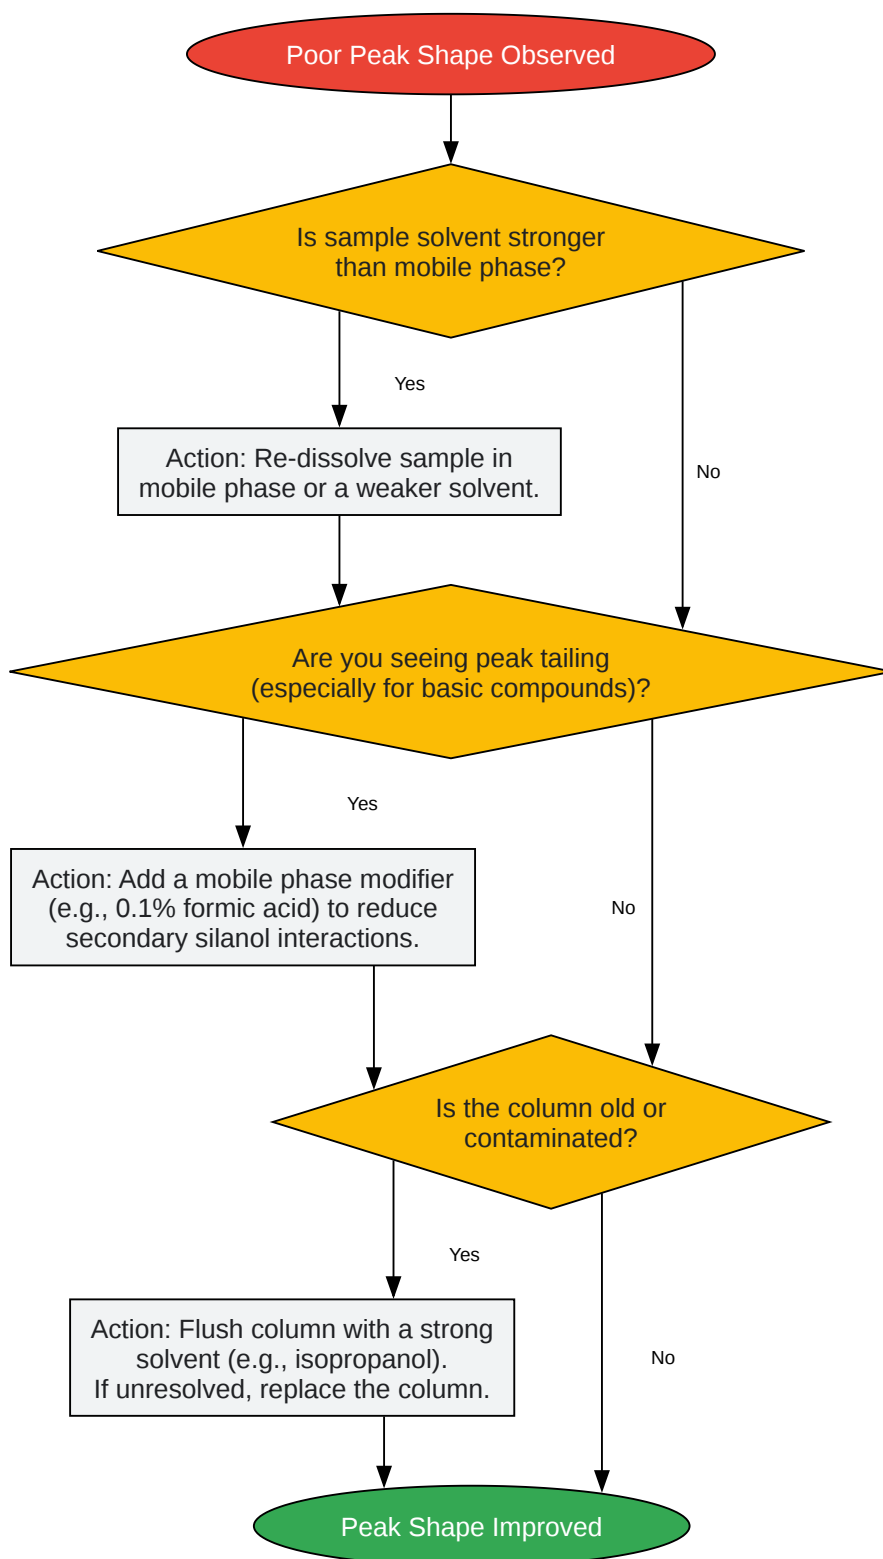 Poor Peak Shape Observed
Is sample solvent stronger
than mobile phase?
Yes
Action: Re-dissolve sample in
mobile phase or a weaker solvent.
No
Are you seeing peak tailing
(especially for basic compounds)?
Yes
Action: Add a mobile phase modifier
(e.g., 0.1% formic acid) to reduce
secondary silanol interactions.
No
Is the column old or
contaminated?
Yes
Action: Flush column with a strong
solvent (e.g., isopropanol).
If unresolved, replace the column.
No
Peak Shape Improved